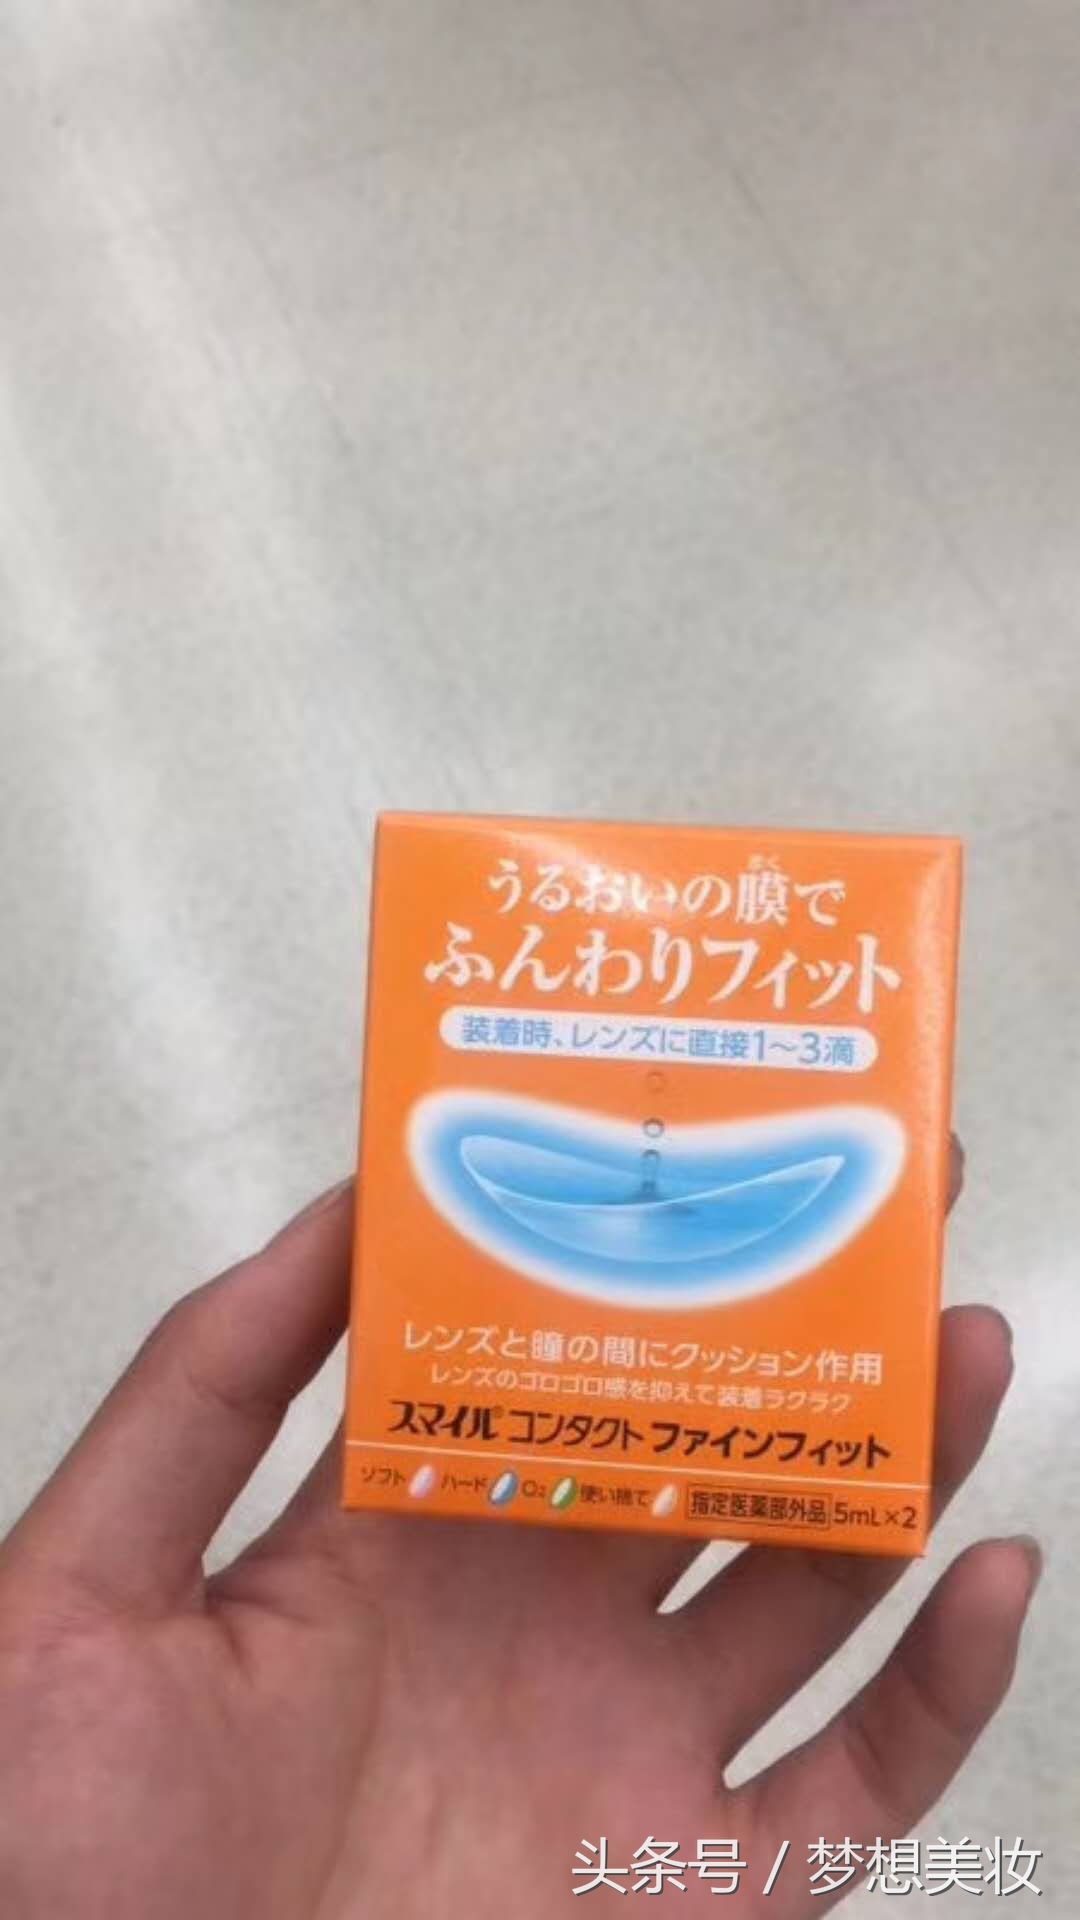 うるおいの膜で
ふんわりフィット
装着時、レンズに直接1～3滴
レンズと瞳の間にクッション作用
レンズのゴロゴロ感を抑えて装着ラクラク
スマイル® コンタクト ファインフィット
ソフト ハード O₂ 使い捨て 指定医薬部外品 5mL×2
头条号 / 梦想美妆